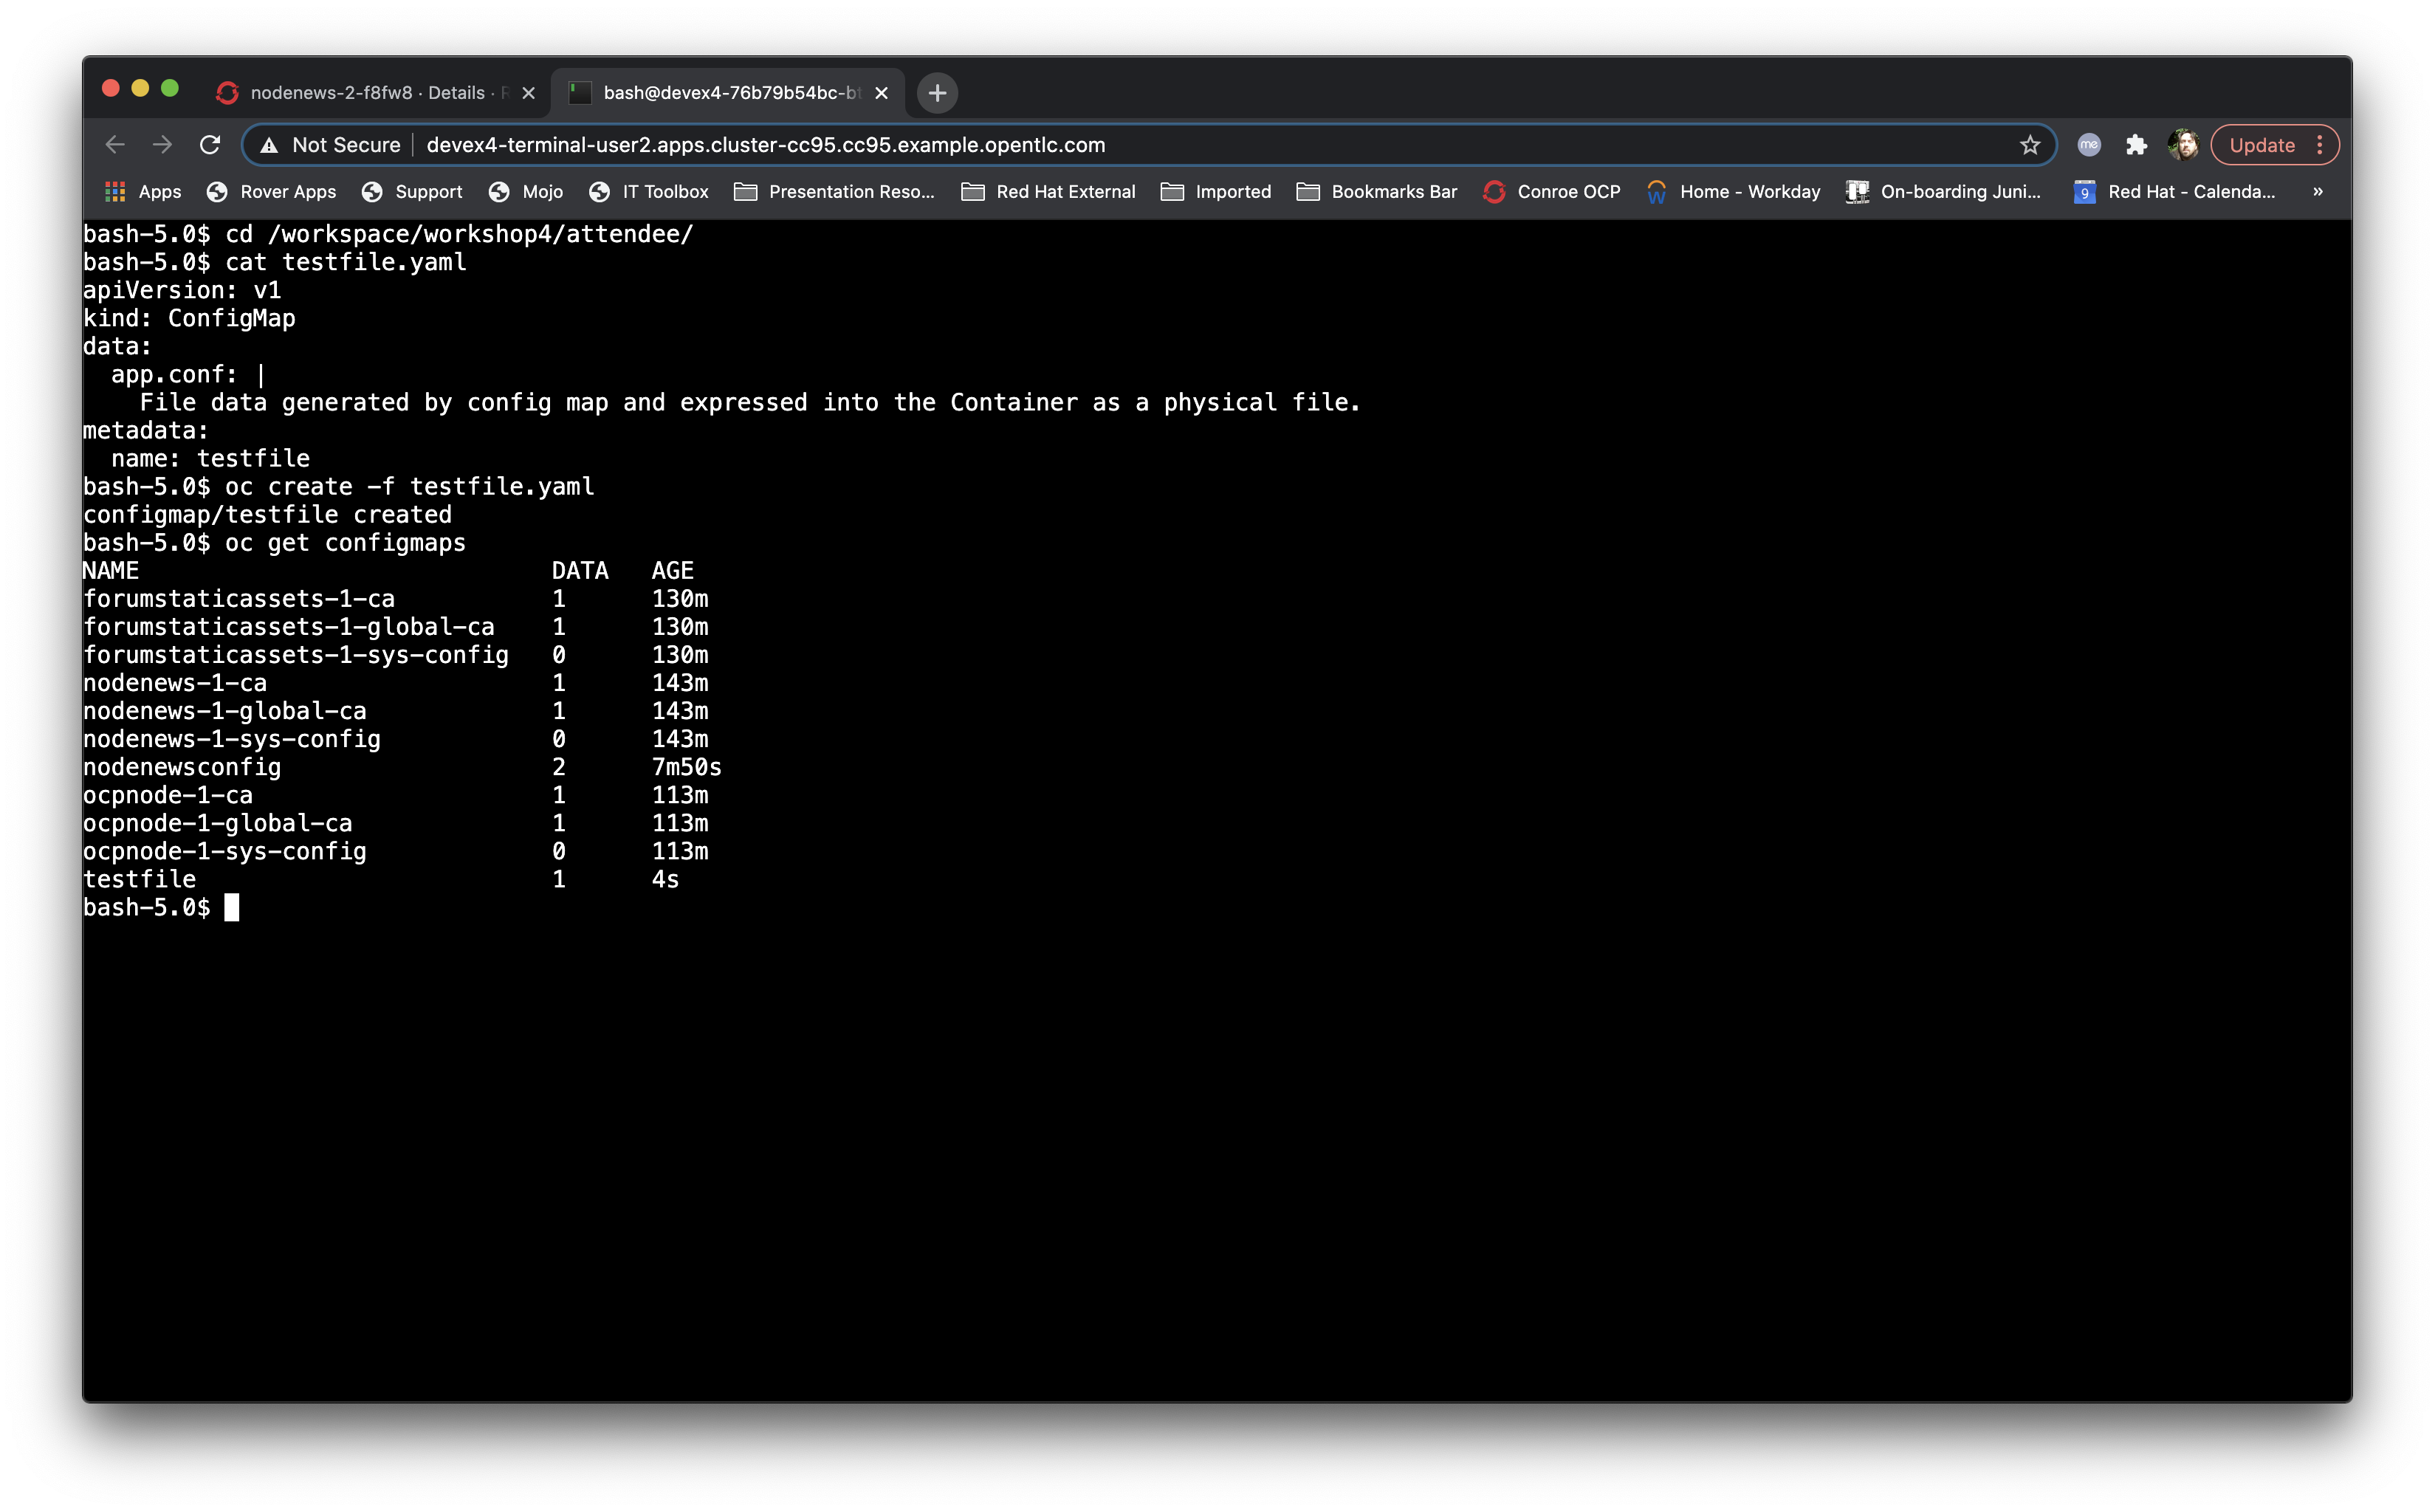 nodenews-2-f8fw8 · Details · R
bash@devex4-76b79b54bc-bt
Not Secure | devex4-terminal-user2.apps.cluster-cc95.cc95.example.opentlc.com
me
Update
Apps Rover Apps Support Mojo IT Toolbox Presentation Reso... Red Hat External Imported Bookmarks Bar Conroe OCP Home - Workday On-boarding Juni... 9 Red Hat - Calenda... »
bash-5.0$ cd /workspace/workshop4/attendee/
bash-5.0$ cat testfile.yaml
apiVersion: v1
kind: ConfigMap
data:
  app.conf: |
    File data generated by config map and expressed into the Container as a physical file.
metadata:
  name: testfile
bash-5.0$ oc create -f testfile.yaml
configmap/testfile created
bash-5.0$ oc get configmaps
NAME                             DATA   AGE
forumstaticassets-1-ca           1      130m
forumstaticassets-1-global-ca    1      130m
forumstaticassets-1-sys-config   0      130m
nodenews-1-ca                    1      143m
nodenews-1-global-ca             1      143m
nodenews-1-sys-config            0      143m
nodenewsconfig                   2      7m50s
ocpnode-1-ca                     1      113m
ocpnode-1-global-ca              1      113m
ocpnode-1-sys-config             0      113m
testfile                         1      4s
bash-5.0$